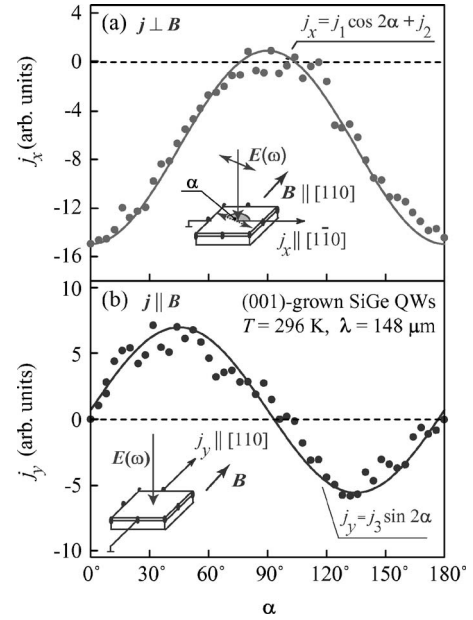 (a) j ⊥ B
j_x = j_1 cos 2α + j_2
0
-4
-8
-12
-16
j_x (arb. units)
E(ω)
α
B || [110]
j_x || [11̄0]
(b) j || B
(001)-grown SiGe QWs
T = 296 K, λ = 148 μm
10
5
0
-5
-10
j_y (arb. units)
E(ω)
j_y || [110]
B
j_y = j_3 sin 2α
0° 30° 60° 90° 120° 150° 180°
α